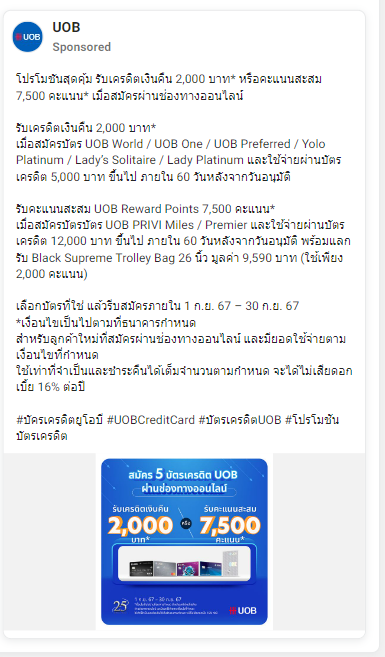 UOB
UOB
Sponsored
โปรโมชันสุดคุ้ม รับเครดิตเงินคืน 2,000 บาท* หรือคะแนนสะสม
7,500 คะแนน* เมื่อสมัครผ่านช่องทางออนไลน์
รับเครดิตเงินคืน 2,000 บาท*
เมื่อสมัครบัตร UOB World / UOB One / UOB Preferred / Yolo
Platinum / Lady's Solitaire / Lady Platinum และใช้จ่ายผ่านบัตร
เครดิต 5,000 บาท ขึ้นไป ภายใน 60 วันหลังจากวันอนุมัติ
รับคะแนนสะสม UOB Reward Points 7,500 คะแนน*
เมื่อสมัครบัตรบัตร UOB PRIVI Miles / Premier และใช้จ่ายผ่านบัตร
เครดิต 12,000 บาท ขึ้นไป ภายใน 60 วันหลังจากวันอนุมัติ พร้อมแลก
รับ Black Supreme Trolley Bag 26 นิ้ว มูลค่า 9,590 บาท (ใช้เพียง
2,000 คะแนน)
เลือกบัตรที่ใช่ แล้วรีบสมัครภายใน 1 ก.ย. 67 – 30 ก.ย. 67
*เงื่อนไขเป็นไปตามที่ธนาคารกำหนด
สำหรับลูกค้าใหม่ที่สมัครผ่านช่องทางออนไลน์ และมียอดใช้จ่ายตาม
เงื่อนไขที่กำหนด
ใช้เท่าที่จำเป็นและชำระคืนได้เต็มจำนวนตามกำหนด จะได้ไม่เสียดอก
เบี้ย 16% ต่อปี
#บัครเครดิตยูโอบี #UOBCreditCard #บัตรเครดิตUOB #โปรโมชัน
บัตรเครดิต
สมัคร 5 บัตรเครดิต UOB
ผ่านช่องทางออนไลน์
รับเครดิตเงินคืน
2,000
บาท*
หรือ
รับคะแนนสะสม
7,500
คะแนน*
25
1 ก.ย. 67 – 30 ก.ย. 67
UOB